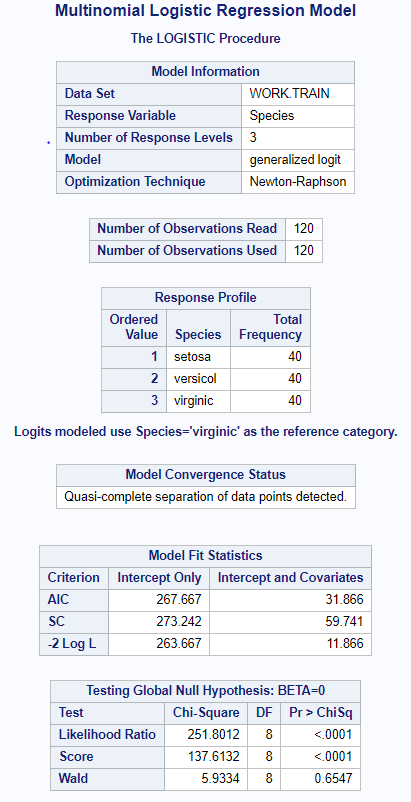 Multinomial Logistic Regression Model
The LOGISTIC Procedure
Model Information
Data Set WORK.TRAIN
Response Variable Species
Number of Response Levels 3
Model generalized logit
Optimization Technique Newton-Raphson
Number of Observations Read 120
Number of Observations Used 120
Response Profile
Ordered Total
Value Species Frequency
1 setosa 40
2 versicol 40
3 virginic 40
Logits modeled use Species='virginic' as the reference category.
Model Convergence Status
Quasi-complete separation of data points detected.
Model Fit Statistics
Criterion Intercept Only Intercept and Covariates
AIC 267.667 31.866
SC 273.242 59.741
-2 Log L 263.667 11.866
Testing Global Null Hypothesis: BETA=0
Test Chi-Square DF Pr > ChiSq
Likelihood Ratio 251.8012 8 <.0001
Score 137.6132 8 <.0001
Wald 5.9334 8 0.6547